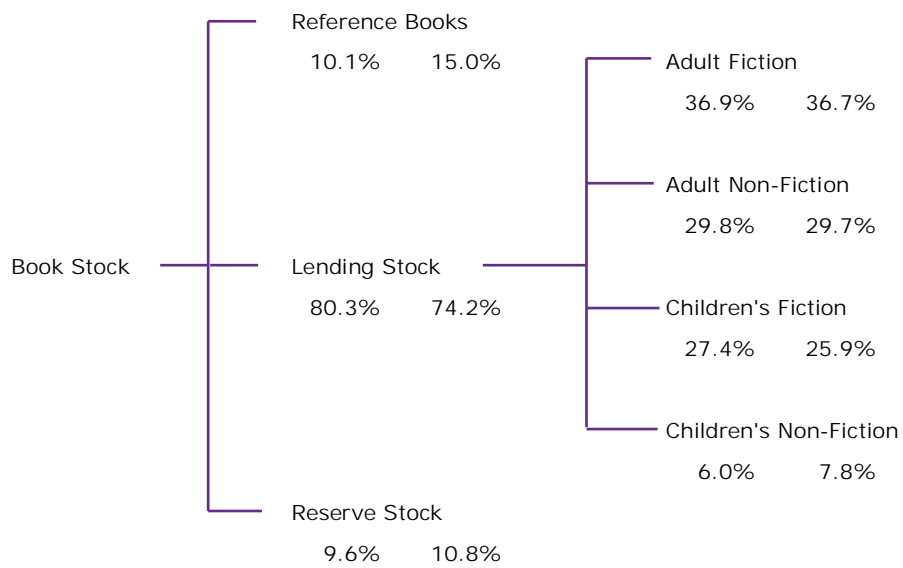 Reference Books
10.1% 15.0%
Adult Fiction
36.9% 36.7%
Adult Non-Fiction
29.8% 29.7%
Book Stock
Lending Stock
80.3% 74.2%
Children's Fiction
27.4% 25.9%
Children's Non-Fiction
6.0% 7.8%
Reserve Stock
9.6% 10.8%